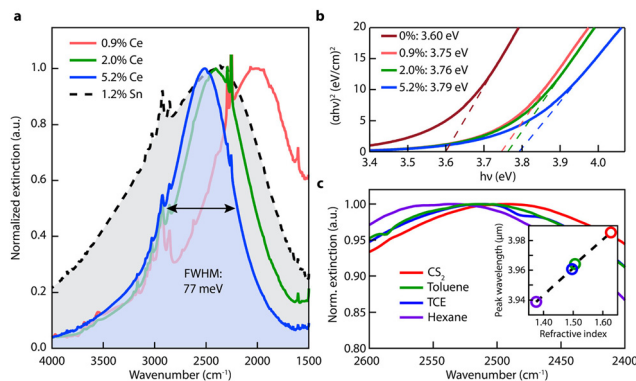 a
0.9% Ce
2.0% Ce
5.2% Ce
1.2% Sn
FWHM:
77 meV
Normalized extinction (a.u.)
1.0
0.8
0.6
0.4
0.2
0.0
4000 3500 3000 2500 2000 1500
Wavenumber (cm⁻¹)
b
0%: 3.60 eV
0.9%: 3.75 eV
2.0%: 3.76 eV
5.2%: 3.79 eV
(αhν)² (eV/cm)²
20
15
10
5
0
3.4 3.5 3.6 3.7 3.8 3.9 4.0
hν (eV)
c
CS₂
Toluene
TCE
Hexane
Norm. extinction (a.u.)
1.00
0.95
0.90
0.85
0.80
2600 2550 2500 2450 2400
Wavenumber (cm⁻¹)
Peak wavelength (μm)
3.98
3.96
3.94
1.40 1.50 1.60
Refractive index